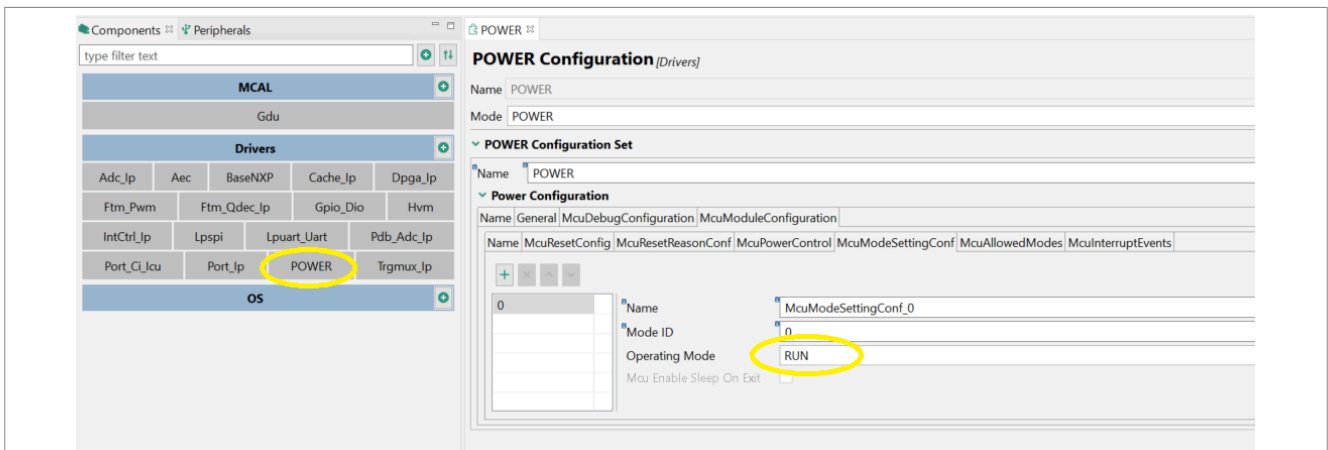 Components Peripherals
type filter text
MCAL
Gdu
Drivers
Adc_Ip Aec BaseNXP Cache_Ip Dpga_Ip
Ftm_Pwm Ftm_Qdec_Ip Gpio_Dio Hvm
IntCtrl_Ip Lpspi Lpuart_Uart Pdb_Adc_Ip
Port_Ci_Icu Port_Ip POWER Trgmux_Ip
OS
POWER
POWER Configuration [Drivers]
Name POWER
Mode POWER
POWER Configuration Set
Name POWER
Power Configuration
Name General McuDebugConfiguration McuModuleConfiguration
Name McuResetConfig McuResetReasonConf McuPowerControl McuModeSettingConf McuAllowedModes McuInterruptEvents
0
Name McuModeSettingConf_0
Mode ID 0
Operating Mode RUN
Mcu Enable Sleep On Exit